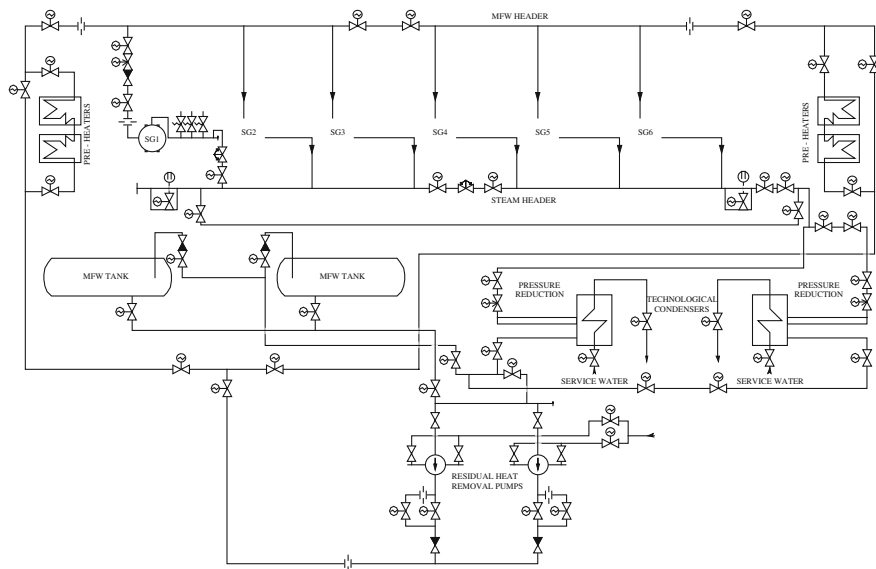 MFW HEADER
PRE - HEATERS
SG1
SG2
SG3
SG4
SG5
SG6
PRE - HEATERS
STEAM HEADER
MFW TANK
MFW TANK
PRESSURE
REDUCTION
TECHNOLOGICAL
CONDENSERS
PRESSURE
REDUCTION
SERVICE WATER
SERVICE WATER
RESIDUAL HEAT
REMOVAL PUMPS